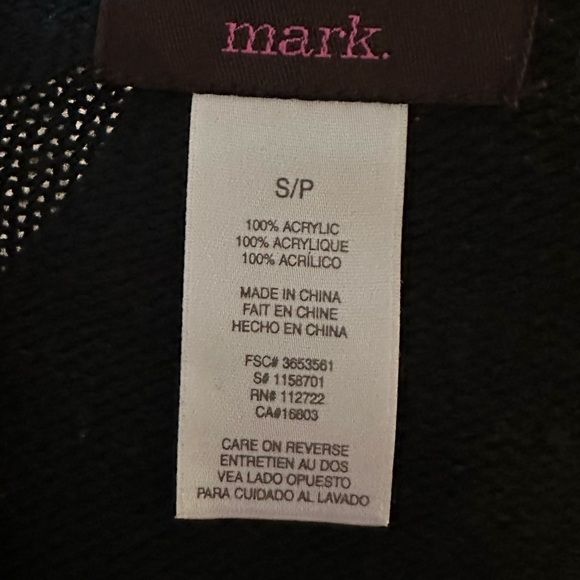 mark.
S/P
100% ACRYLIC
100% ACRYLIQUE
100% ACRÍLICO
MADE IN CHINA
FAIT EN CHINE
HECHO EN CHINA
FSC# 3653561
S# 1158701
RN# 112722
CA#16803
CARE ON REVERSE
ENTRETIEN AU DOS
VEA LADO OPUESTO
PARA CUIDADO AL LAVADO